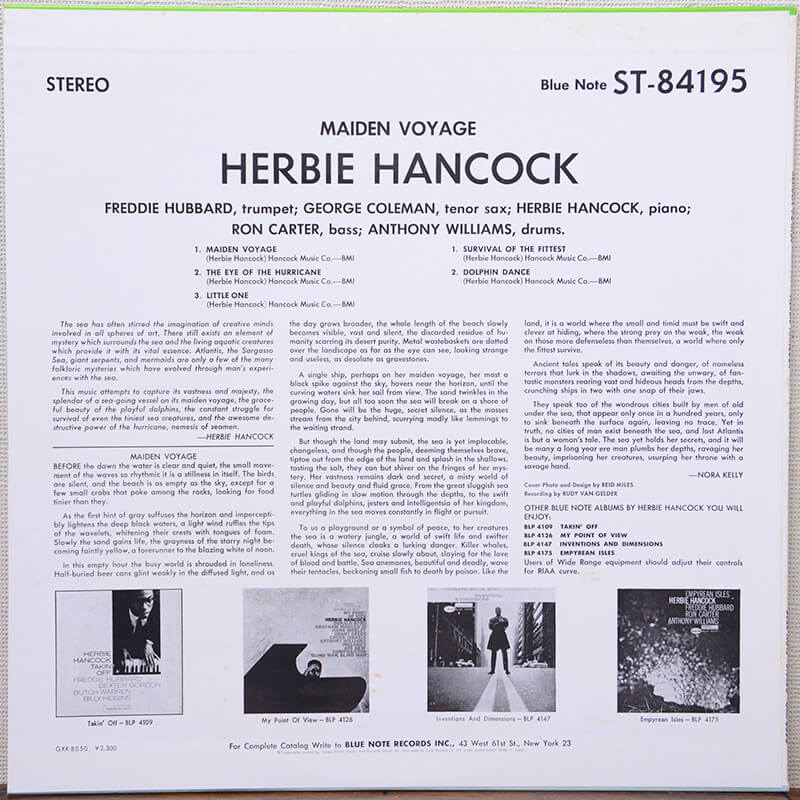 STEREO
Blue Note ST-84195
MAIDEN VOYAGE
HERBIE HANCOCK
FREDDIE HUBBARD, trumpet; GEORGE COLEMAN, tenor sax; HERBIE HANCOCK, piano;
RON CARTER, bass; ANTHONY WILLIAMS, drums.
1. MAIDEN VOYAGE
(Herbie Hancock) Hancock Music Co.—BMI
2. THE EYE OF THE HURRICANE
(Herbie Hancock) Hancock Music Co.—BMI
3. LITTLE ONE
(Herbie Hancock) Hancock Music Co.—BMI
1. SURVIVAL OF THE FITTEST
(Herbie Hancock) Hancock Music Co.—BMI
2. DOLPHIN DANCE
(Herbie Hancock) Hancock Music Co.—BMI
The sea has often stirred the imagination of creative minds
involved in all spheres of art. There still exists an element of
mystery which surrounds the sea and the living aquatic creatures
which provide it with its vital essence. Atlantis, the Sargasso
Sea, giant serpents, and mermaids are only a few of the many
folkloric mysteries which have evolved through man's experi-
ences with the sea.
This music attempts to capture its vastness and majesty, the
splendor of a sea-going vessel on its maiden voyage, the grace-
ful beauty of the playful dolphins, the constant struggle for
survival of even the tiniest sea creatures, and the awesome de-
structive power of the hurricane, nemesis of seamen.
—HERBIE HANCOCK
MAIDEN VOYAGE
BEFORE the dawn the water is clear and quiet, the small move-
ment of the waves so rhythmic it is a stillness in itself. The birds
are silent, and the beach is as empty as the sky, except for a
few small crabs that poke among the rocks, looking for food
tinier than they.
As the first hint of gray suffuses the horizon and impercepti-
bly lightens the deep black waters, a light wind ruffles the tips
of the wavelets, whitening their crests with tongues of foam.
Slowly the sand gains life, the grayness of the starry night be-
coming faintly yellow, a forerunner to the blazing white of noon.
In this empty hour the busy world is shrouded in loneliness.
Half-buried beer cans glint weakly in the diffused light, and as
the day grows broader, the whole length of the beach slowly
becomes visible, vast and silent, the discarded residue of hu-
manity scarring its desert purity. Metal wastebaskets are dotted
over the landscape as far as the eye can see, looking strange
and useless, as desolate as gravestones.
A single ship, perhaps on her maiden voyage, her mast a
black spike against the sky, hovers near the horizon, until the
curving waters sink her sail from view. The sand twinkles in the
growing day, but all too soon the sea will break on a shore of
people. Gone will be the huge, secret silence, as the masses
stream from the city behind, scurrying madly like lemmings to
the waiting strand.
But though the land may submit, the sea is yet implacable,
changeless, and though the people, deeming themselves brave,
tiptoe out from the edge of the land and splash in the shallows,
tasting the salt, they can but shiver on the fringes of her mys-
tery. Her vastness remains dark and secret, a misty world of
silence and beauty and fluid grace. From the great sluggish sea
turtles gliding in slow motion through the depths, to the swift
and playful dolphins, jesters and intelligentsia of her kingdom,
everything in the sea moves constantly in flight or pursuit.
To us a playground or a symbol of peace, to her creatures
the sea is a watery jungle, a world of swift life and swifter
death, whose silence cloaks a lurking danger. Killer whales,
cruel kings of the sea, cruise slowly about, slaying for the love
of blood and battle. Sea anemones, beautiful and deadly, wave
their tentacles, beckoning small fish to death by poison. Like the
land, it is a world where the small and timid must be swift and
clever at hiding, where the strong prey on the weak, the weak
on those more defenseless than themselves, a world where only
the fittest survive.
Ancient tales speak of its beauty and danger, of nameless
terrors that lurk in the shadows, awaiting the unwary, of fan-
tastic monsters rearing vast and hideous heads from the depths,
crunching ships in two with one snap of their jaws.
They speak too of the wondrous cities built by men of old
under the sea, that appear only once in a hundred years, only
to sink beneath the surface again, leaving no trace. Yet in
truth, no cities of man exist beneath the sea, and lost Atlantis
is but a woman's tale. The sea yet holds her secrets, and it will
be many a long year ere man plumbs her depths, ravaging her
beauty, imprisoning her creatures, usurping her throne with a
savage hand.
—NORA KELLY
Cover Photo and Design by REID MILES
Recording by RUDY VAN GELDER
OTHER BLUE NOTE ALBUMS BY HERBIE HANCOCK YOU WILL
ENJOY:
BLP 4109 TAKIN' OFF
BLP 4126 MY POINT OF VIEW
BLP 4147 INVENTIONS AND DIMENSIONS
BLP 4175 EMPYREAN ISLES
Users of Wide Range equipment should adjust their controls
for RIAA curve.
HERBIE
HANCOCK
TAKIN'
OFF
FREDDIE HUBBARD
DEXTER GORDON
BUTCH WARREN
BILLY HIGGINS
HERBIE HANCOCK
EMPYREAN ISLES
HERBIE HANCOCK
FREDDIE HUBBARD
RON CARTER
ANTHONY WILLIAMS
Takin' Off – BLP 4109
My Point Of View – BLP 4126
Inventions And Dimensions – BLP 4147
Empyrean Isles – BLP 4175
GXK 8050 ¥2,300
For Complete Catalog Write to BLUE NOTE RECORDS INC., 43 West 61st St., New York 23